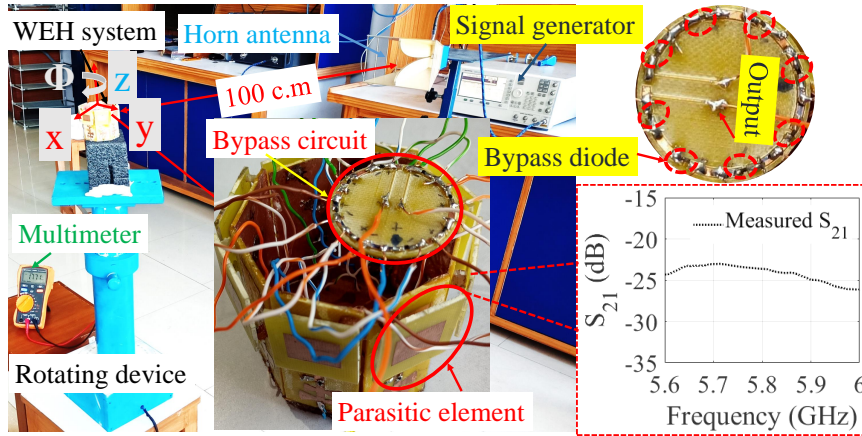 WEH system
Horn antenna
Signal generator
Φ
z
100 c.m
x
y
Output
Bypass circuit
Bypass diode
Multimeter
Rotating device
Parasitic element
-15
-20
-25
-30
-35
S21 (dB)
Measured S21
5.6 5.7 5.8 5.9 6
Frequency (GHz)